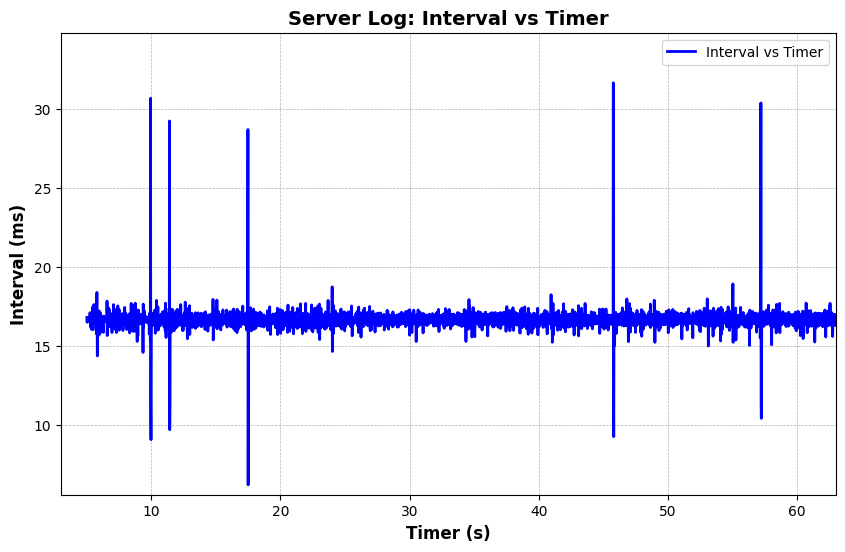 Server Log: Interval vs Timer
Interval vs Timer
30
25
20
15
10
Interval (ms)
10 20 30 40 50 60
Timer (s)